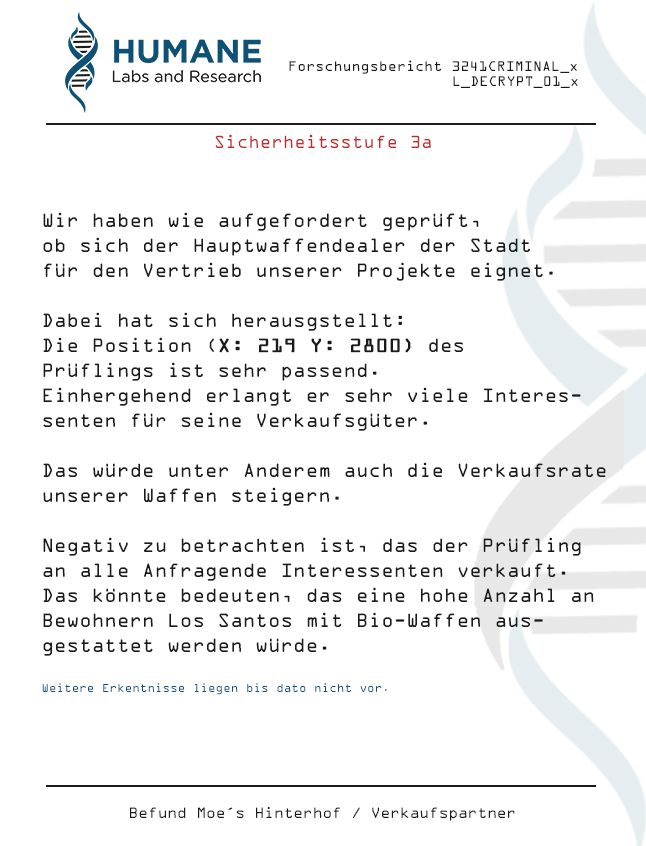 HUMANE
Labs and Research
Forschungsbericht 3241CRIMINAL_x
L_DECRYPT_01_x
Sicherheitsstufe 3a
Wir haben wie aufgefordert geprüft,
ob sich der Hauptwaffendealer der Stadt
für den Vertrieb unserer Projekte eignet.
Dabei hat sich herausgstellt:
Die Position (X: 219 Y: 2800) des
Prüflings ist sehr passend.
Einhergehend erlangt er sehr viele Interes-
senten für seine Verkaufsgüter.
Das würde unter Anderem auch die Verkaufsrate
unserer Waffen steigern.
Negativ zu betrachten ist, das der Prüfling
an alle Anfragende Interessenten verkauft.
Das könnte bedeuten, das eine hohe Anzahl an
Bewohnern Los Santos mit Bio-Waffen aus-
gestattet werden würde.
Weitere Erkentnisse liegen bis dato nicht vor.
Befund Moe´s Hinterhof / Verkaufspartner